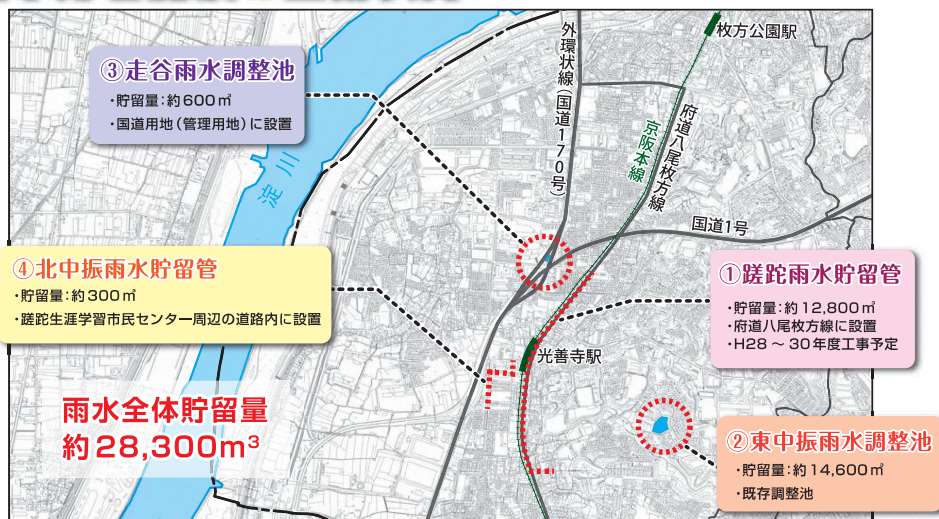 枚方公園駅
外環状線(国道170号)
③走谷雨水調整池
・貯留量:約600㎥
・国道用地(管理用地)に設置
府道八尾枚方線
京阪本線
淀川
国道1号
④北中振雨水貯留管
・貯留量:約300㎥
・蹉跎生涯学習市民センター周辺の道路内に設置
①蹉跎雨水貯留管
・貯留量:約12,800㎥
・府道八尾枚方線に設置
・H28～30年度工事予定
光善寺駅
雨水全体貯留量
約28,300m³
②東中振雨水調整池
・貯留量:約14,600㎥
・既存調整池